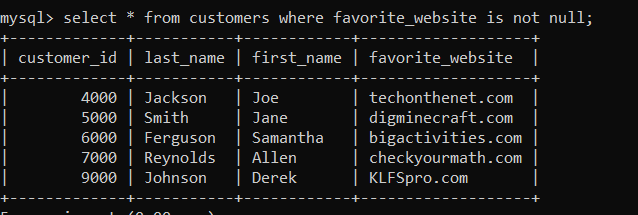 mysql> select * from customers where favorite_website is not null;
+-------------+-----------+------------+-------------------+
| customer_id | last_name | first_name | favorite_website  |
+-------------+-----------+------------+-------------------+
|        4000 | Jackson   | Joe        | techonthenet.com  |
|        5000 | Smith     | Jane       | digminecraft.com  |
|        6000 | Ferguson  | Samantha   | bigactivities.com |
|        7000 | Reynolds  | Allen      | checkyourmath.com |
|        9000 | Johnson   | Derek      | KLFSpro.com       |
+-------------+-----------+------------+-------------------+